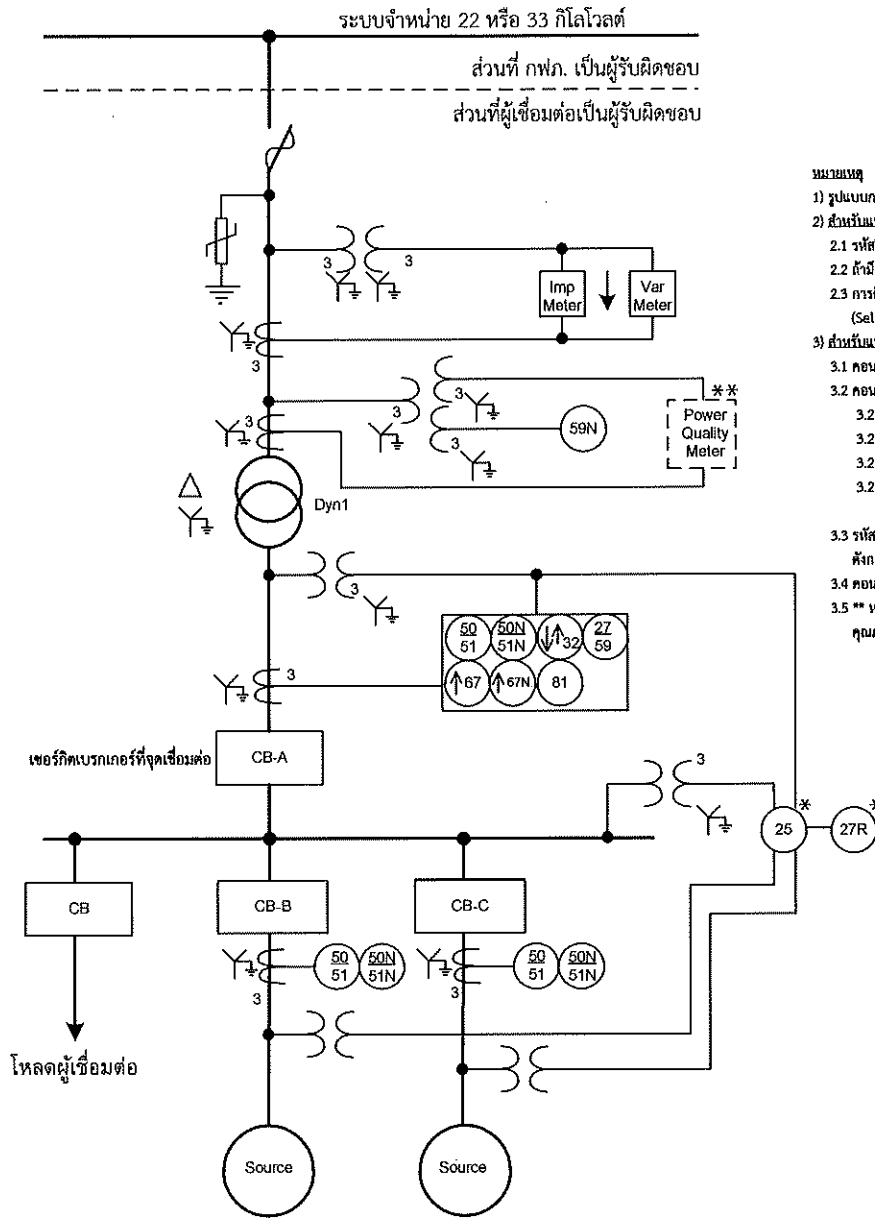 ระบบจำหน่าย 22 หรือ 33 กิโลโวลต์
ส่วนที่ กฟภ. เป็นผู้รับผิดชอบ
ส่วนที่ผู้เชื่อมต่อเป็นผู้รับผิดชอบ
หมายเหตุ
1) รูปแบบก
2) สำหรับแ
2.1 รหัส
2.2 ถ้ามี
2.3 การ
(Sel
3) สำหรับแ
3.1 ตอน
3.2 ตอน
3.2
3.2
3.2
3.2
3.3 รหัส
ดังก
3.4 ตอน
3.5 ** ห
คุณ
3
3
Imp
Meter
Var
Meter
3
3
3
3
**
Power
Quality
Meter
59N
3
Dyn1
3
50
51
50N
51N
32
27
59
67
67N
81
3
เซอร์กิตเบรกเกอร์ที่จุดเชื่อมต่อ
CB-A
3
25
*
27R
*
CB
CB-B
CB-C
50
51
50N
51N
3
50
51
50N
51N
3
โหลดผู้เชื่อมต่อ
Source
Source